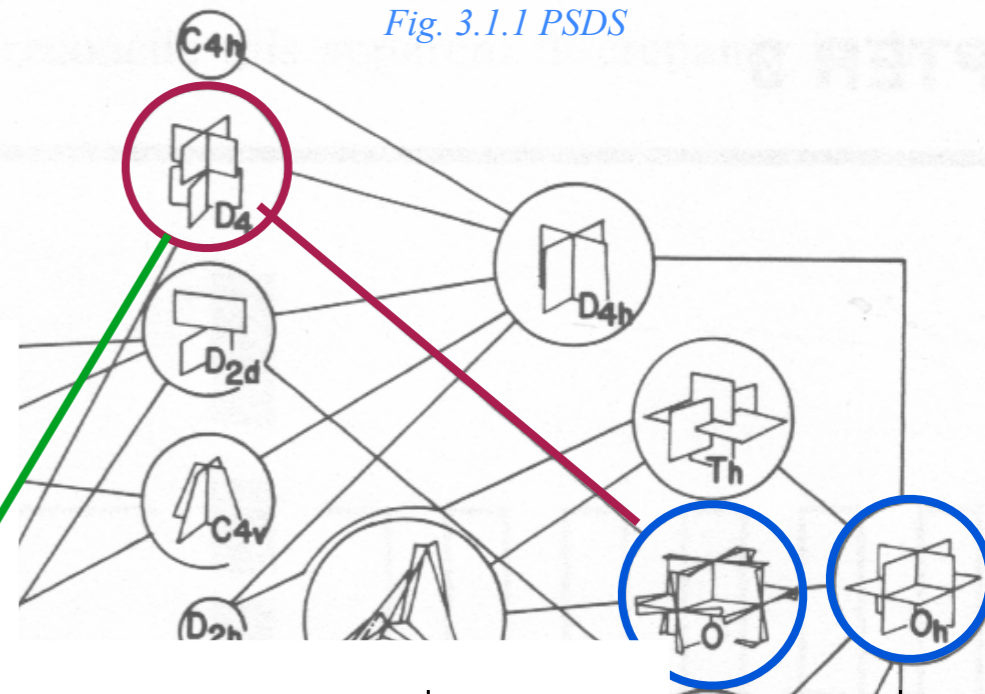 Fig. 3.1.1 PSDS
C4h
D4
D4h
D2d
Th
C4v
D2h
O
Oh